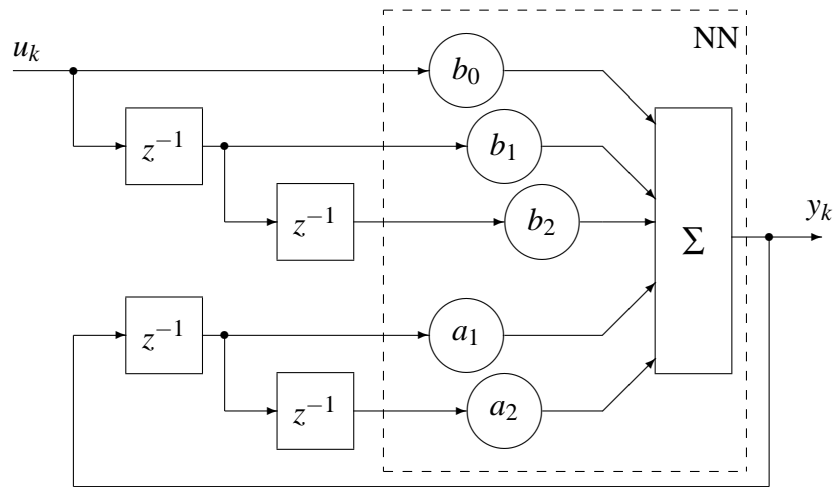 NN
u_k
b_0
z^{-1}
b_1
z^{-1}
b_2
y_k
Σ
z^{-1}
a_1
z^{-1}
a_2